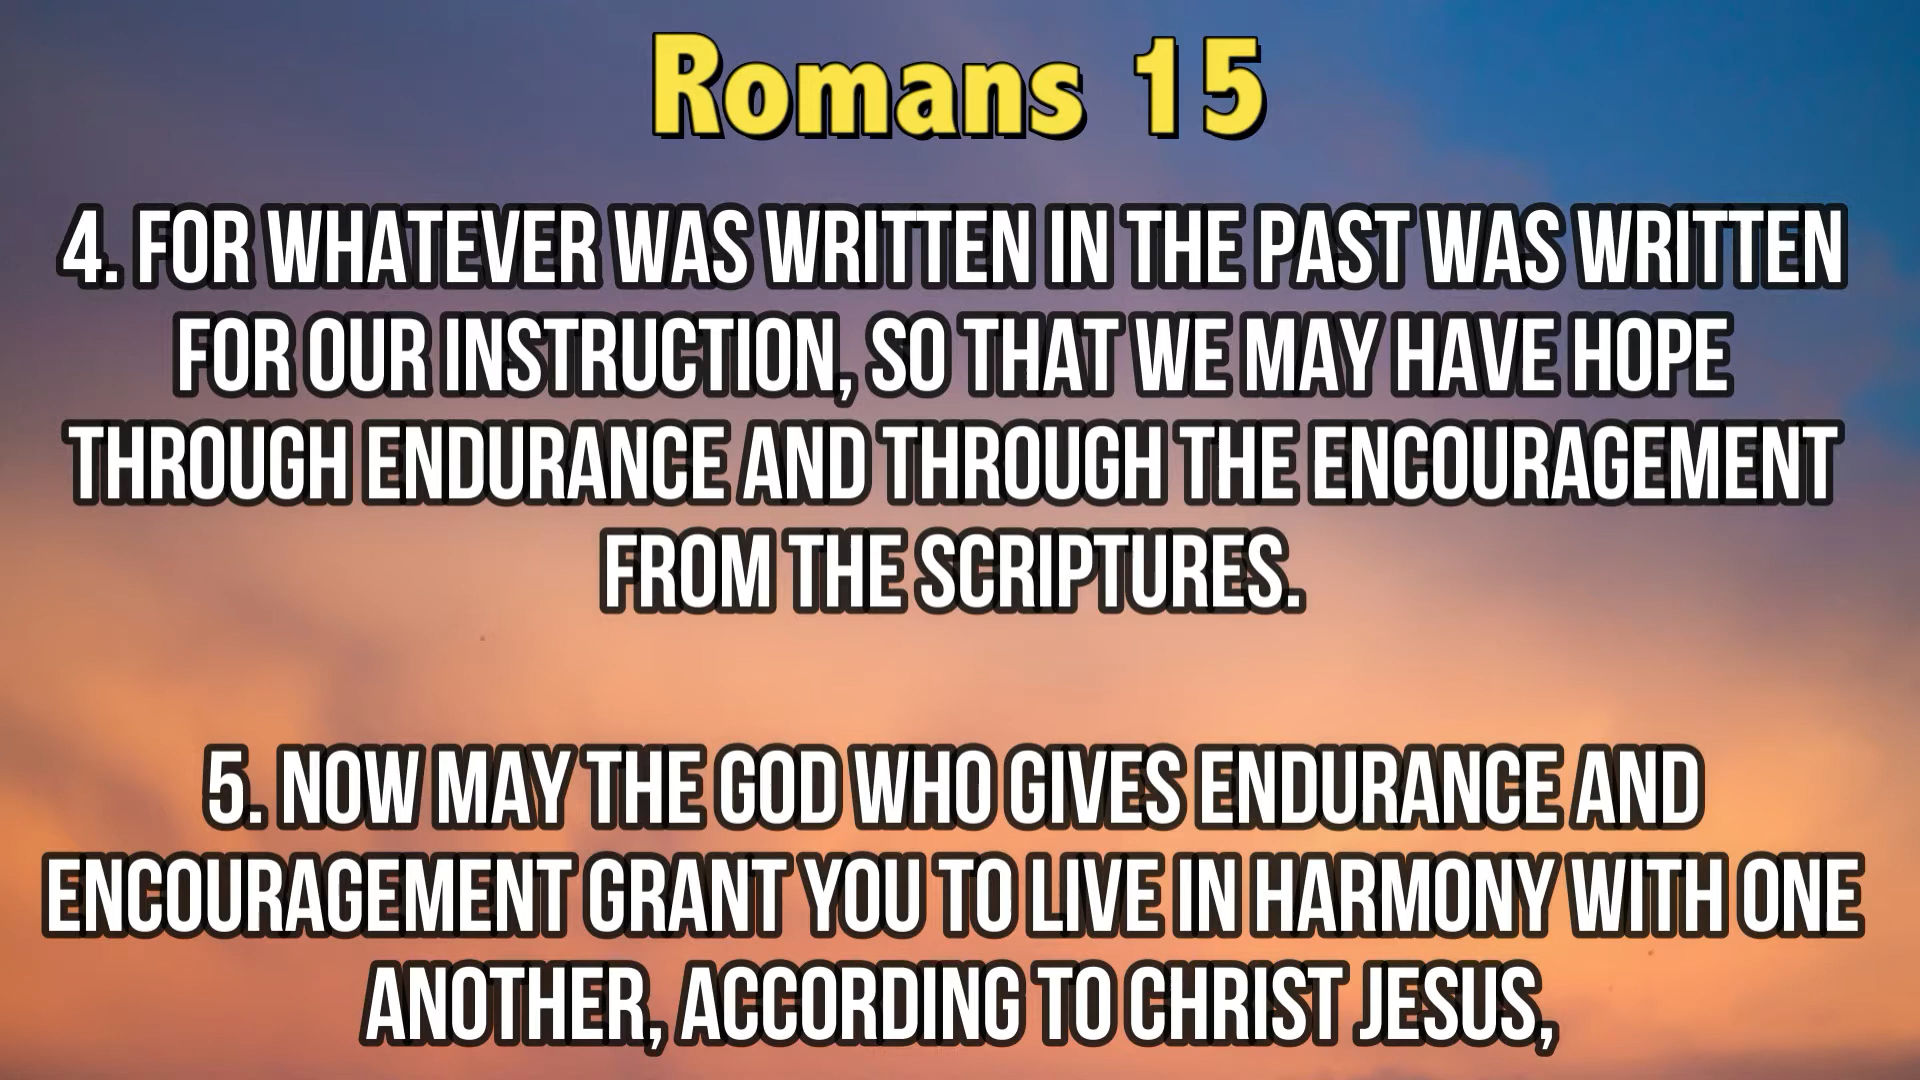 Romans 15
4. FOR WHATEVER WAS WRITTEN IN THE PAST WAS WRITTEN
FOR OUR INSTRUCTION, SO THAT WE MAY HAVE HOPE
THROUGH ENDURANCE AND THROUGH THE ENCOURAGEMENT
FROM THE SCRIPTURES.
5. NOW MAY THE GOD WHO GIVES ENDURANCE AND
ENCOURAGEMENT GRANT YOU TO LIVE IN HARMONY WITH ONE
ANOTHER, ACCORDING TO CHRIST JESUS,